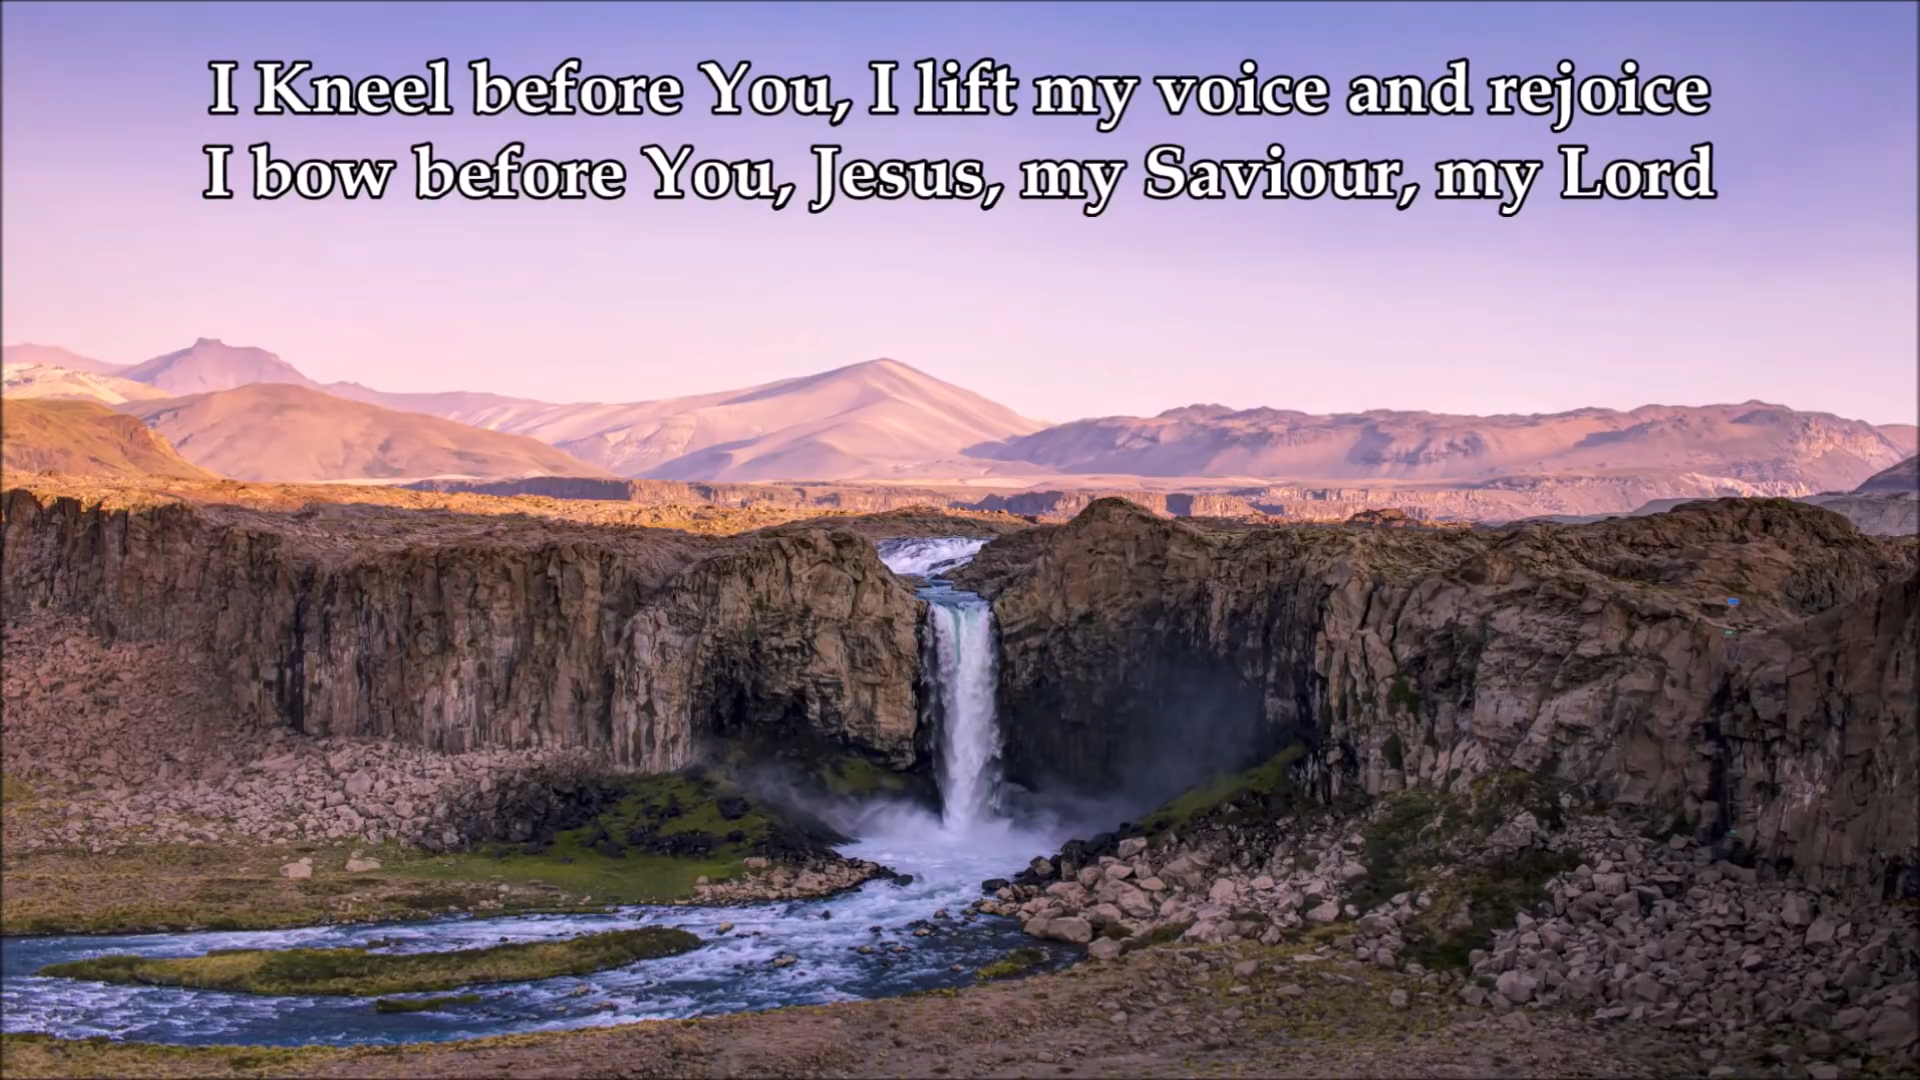 I Kneel before You, I lift my voice and rejoice
I bow before You, Jesus, my Saviour, my Lord